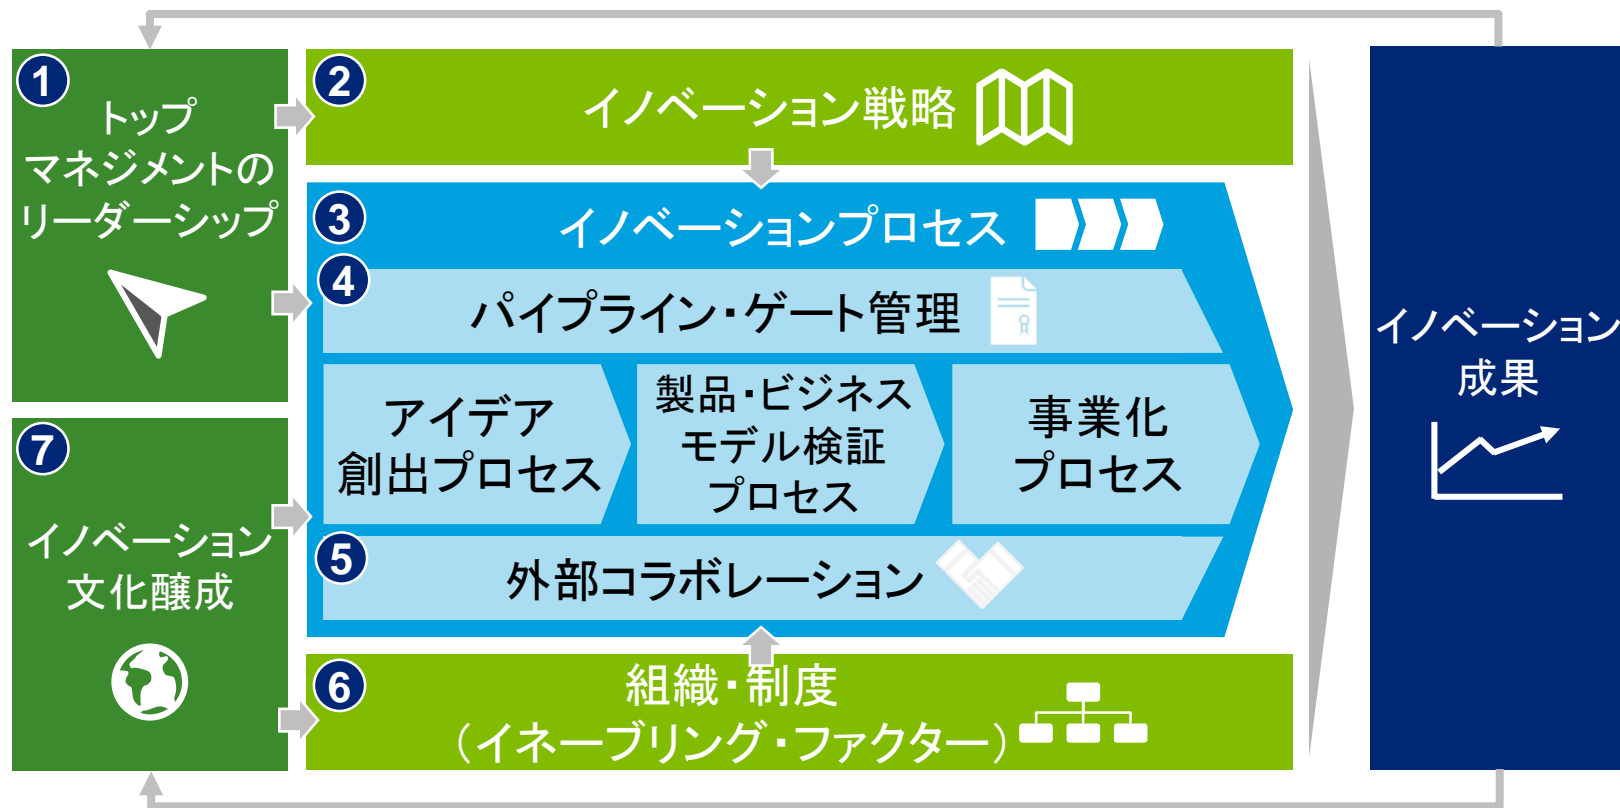 1
トップ
マネジメントの
リーダーシップ
2
イノベーション戦略
3
イノベーションプロセス
4
パイプライン・ゲート管理
アイデア
創出プロセス
製品・ビジネス
モデル検証
プロセス
事業化
プロセス
5
外部コラボレーション
6
組織・制度
（イネーブリング・ファクター）
7
イノベーション
文化醸成
イノベーション
成果